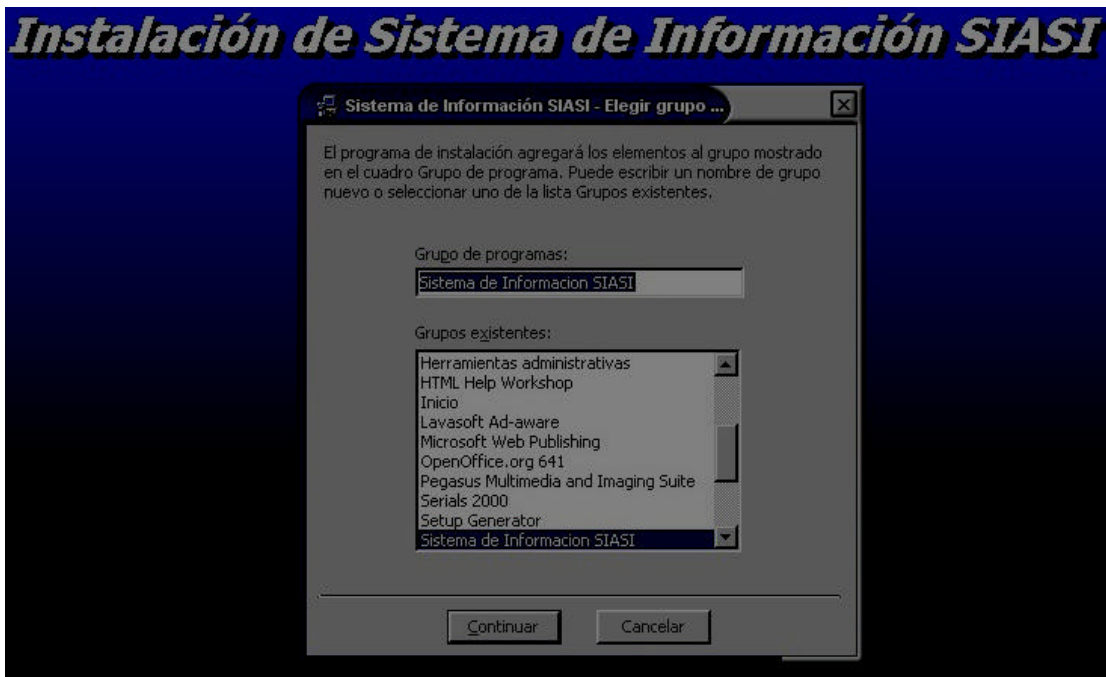 Instalación de Sistema de Información SIASI
Sistema de Información SIASI - Elegir grupo ...
El programa de instalación agregará los elementos al grupo mostrado
en el cuadro Grupo de programa. Puede escribir un nombre de grupo
nuevo o seleccionar uno de la lista Grupos existentes.
Grupo de programas:
Sistema de Informacion SIASI
Grupos existentes:
Herramientas administrativas
HTML Help Workshop
Inicio
Lavasoft Ad-aware
Microsoft Web Publishing
OpenOffice.org 641
Pegasus Multimedia and Imaging Suite
Serials 2000
Setup Generator
Sistema de Informacion SIASI
Continuar
Cancelar